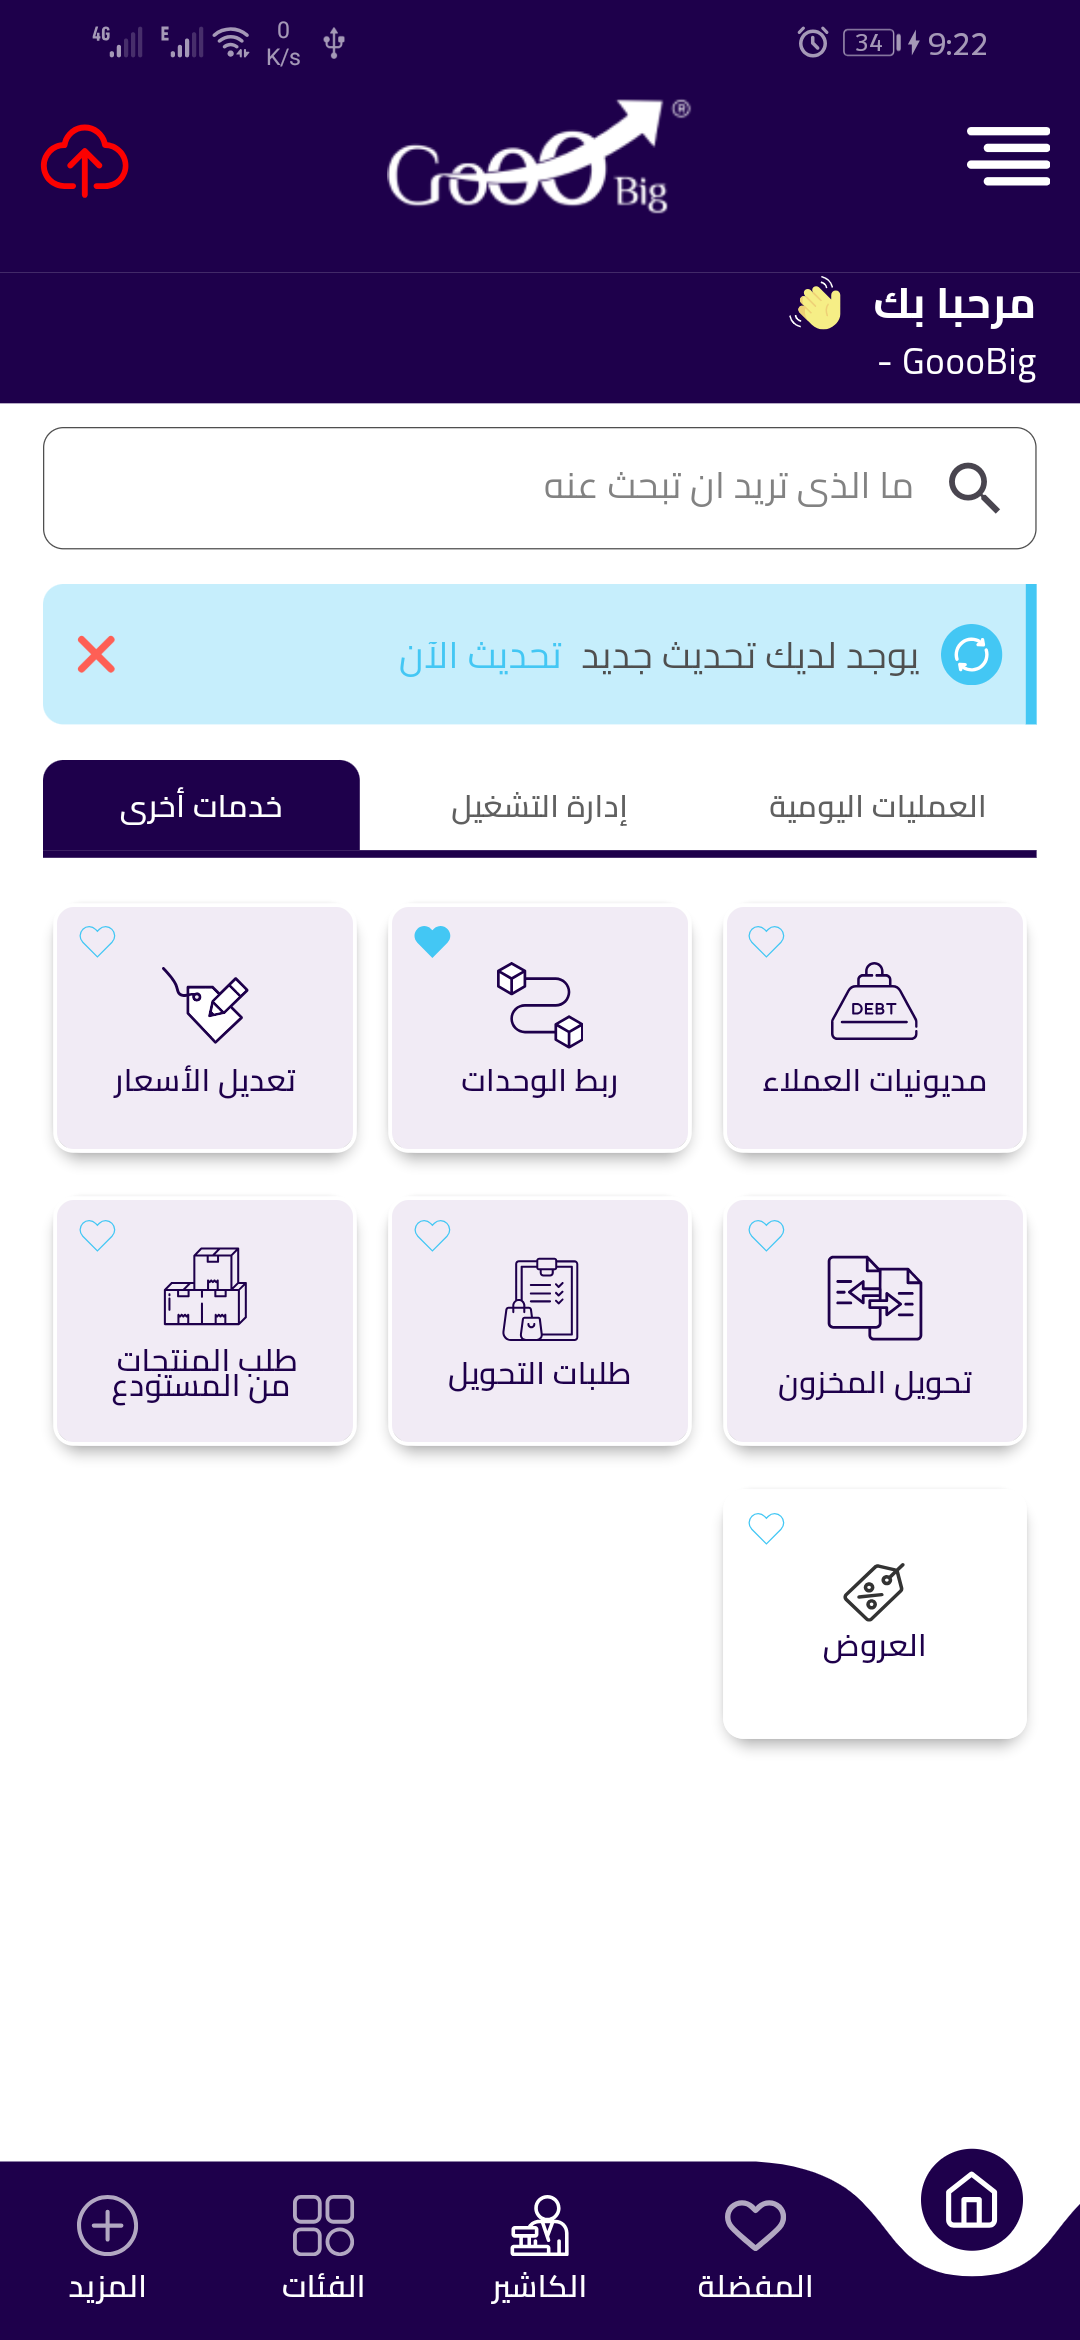 4G E 0 K/s 34 9:22
GoOO Big ®
مرحبا بك
GoooBig -
ما الذى تريد ان تبحث عنه
يوجد لديك تحديث جديد تحديث الآن
العمليات اليومية إدارة التشغيل خدمات أخرى
DEBT
مديونيات العملاء ربط الوحدات تعديل الأسعار
تحويل المخزون طلبات التحويل طلب المنتجات
من المستودع
العروض
المفضلة الكاشير الفئات المزيد